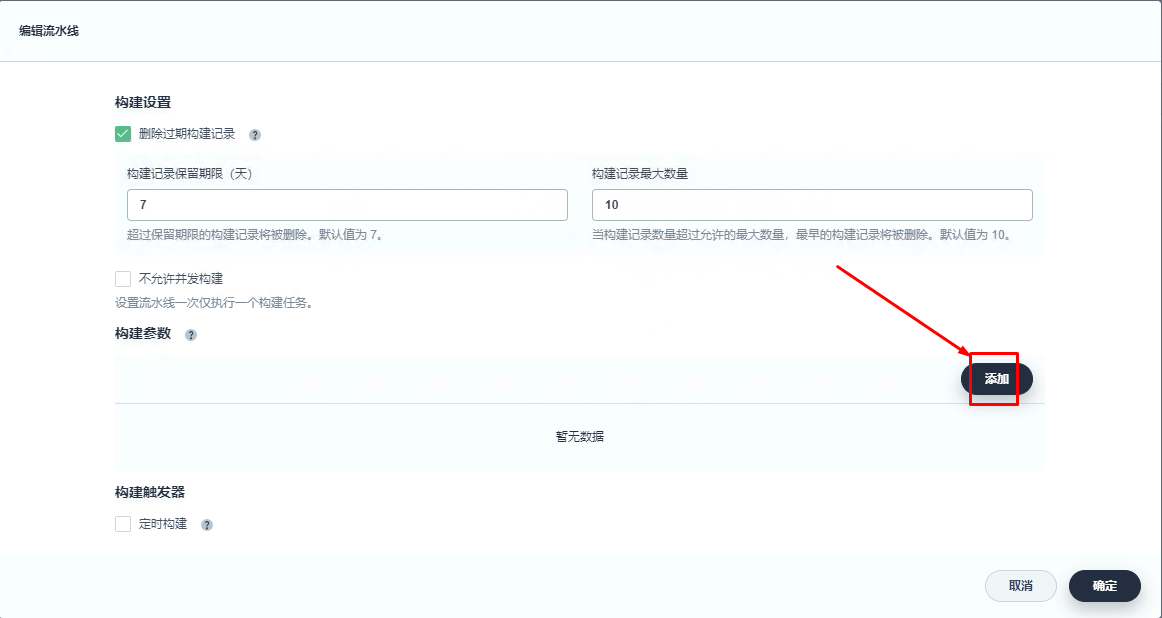 编辑流水线
构建设置
删除过期构建记录 ?
构建记录保留期限（天） 构建记录最大数量
7 10
超过保留期限的构建记录将被删除。默认值为 7。 当构建记录数量超过允许的最大数量，最早的构建记录将被删除。默认值为 10。
不允许并发构建
设置流水线一次仅执行一个构建任务。
构建参数 ?
添加
暂无数据
构建触发器
定时构建 ?
取消 确定